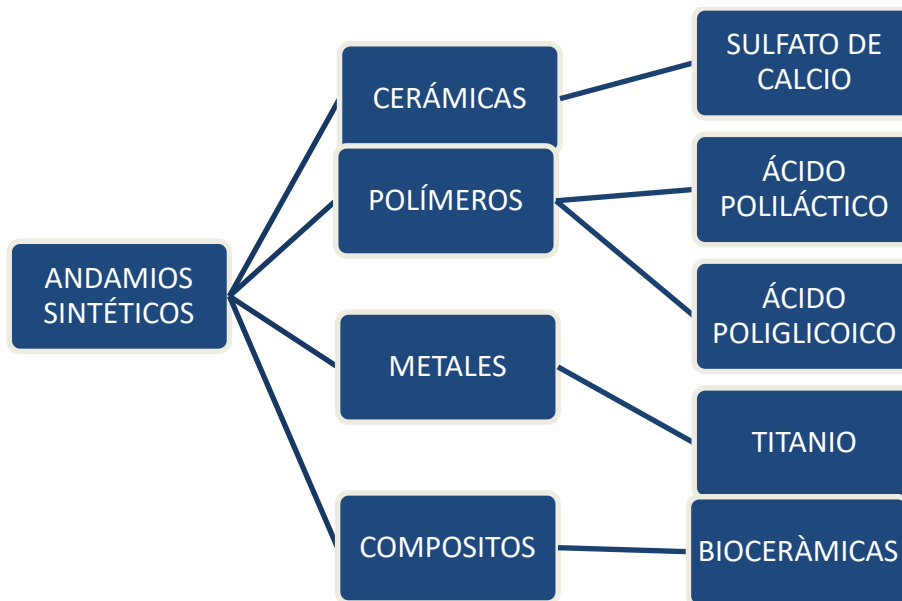 ANDAMIOS
SINTÉTICOS
CERÁMICAS
POLÍMEROS
METALES
COMPOSITOS
SULFATO DE
CALCIO
ÁCIDO
POLILÁCTICO
ÁCIDO
POLIGLICOICO
TITANIO
BIOCERÀMICAS